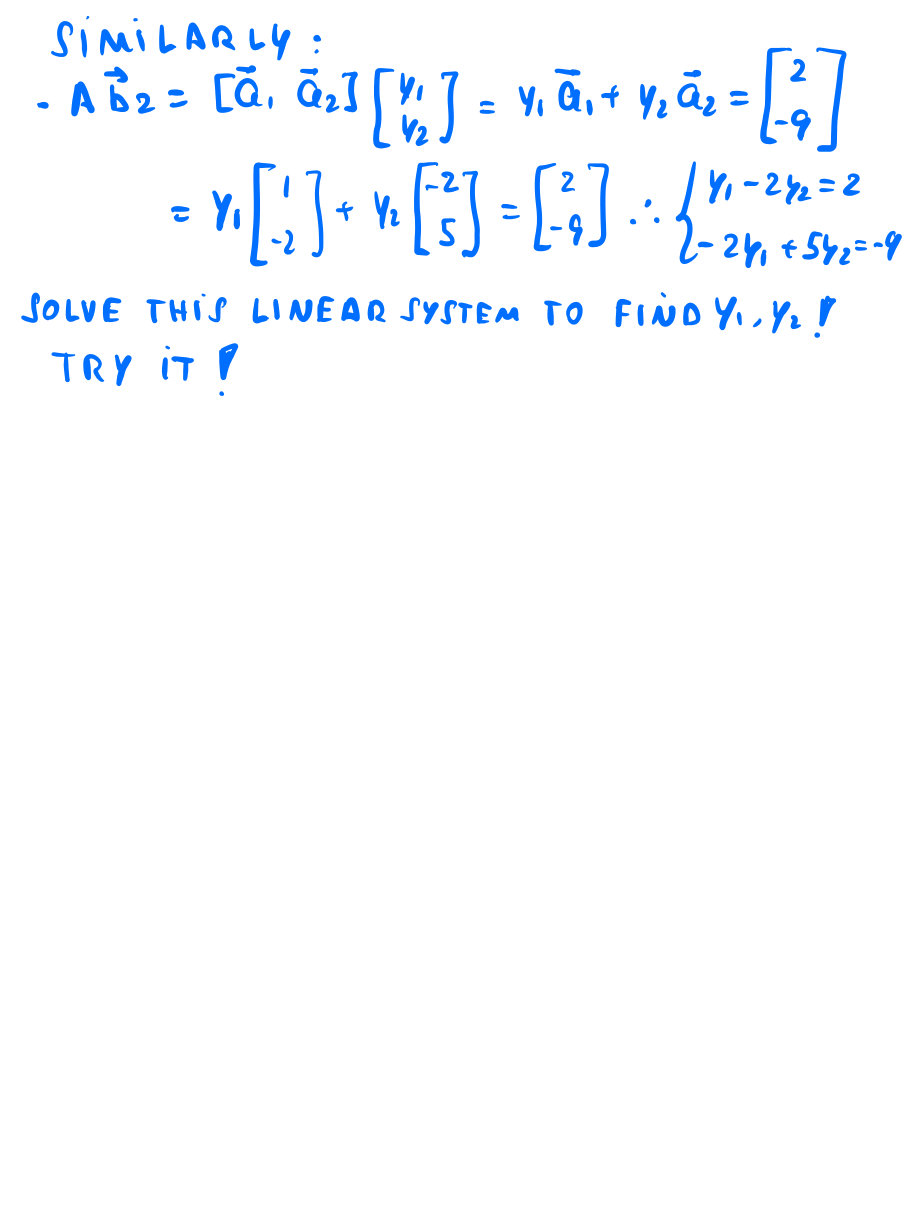 SIMILARLY:
- A b⃗2 = [a⃗1 a⃗2] [y1 y2] = y1 a⃗1 + y2 a⃗2 = [2 -9]
= y1 [1 -2] + y2 [-2 5] = [2 -9] ∴ { y1 - 2y2 = 2
- 2y1 + 5y2 = -9
SOLVE THIS LINEAR SYSTEM TO FIND y1, y2!
TRY IT!